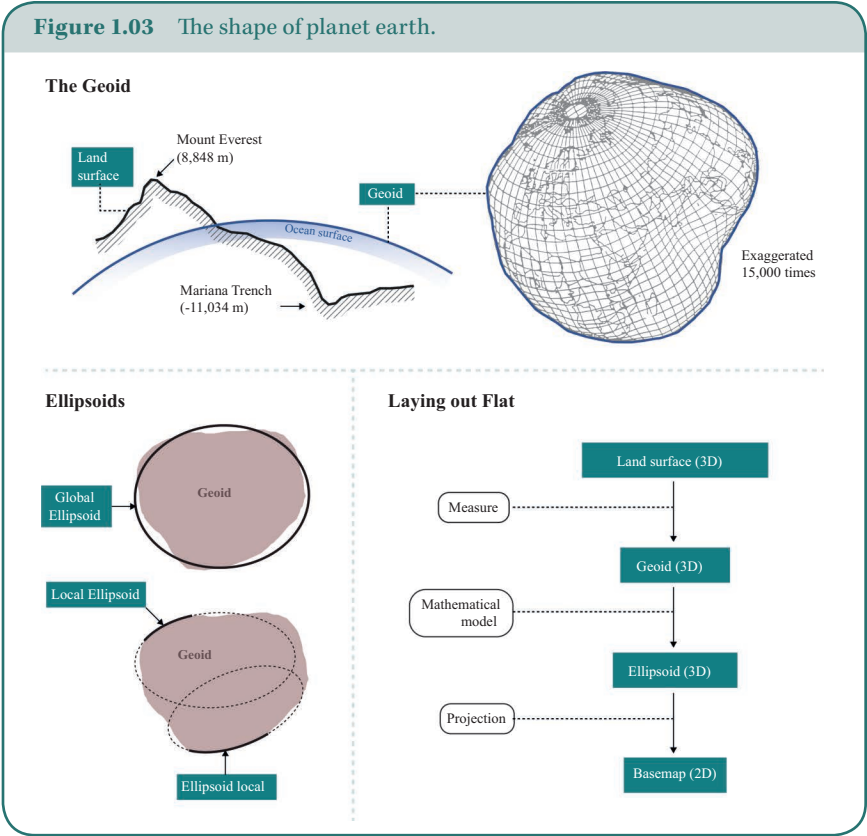 Figure 1.03 The shape of planet earth.
The Geoid
Mount Everest
(8,848 m)
Land
surface
Geoid
Ocean surface
Mariana Trench
(-11,034 m)
Exaggerated
15,000 times
Ellipsoids
Geoid
Global
Ellipsoid
Local Ellipsoid
Geoid
Ellipsoid local
Laying out Flat
Land surface (3D)
Measure
Geoid (3D)
Mathematical
model
Ellipsoid (3D)
Projection
Basemap (2D)